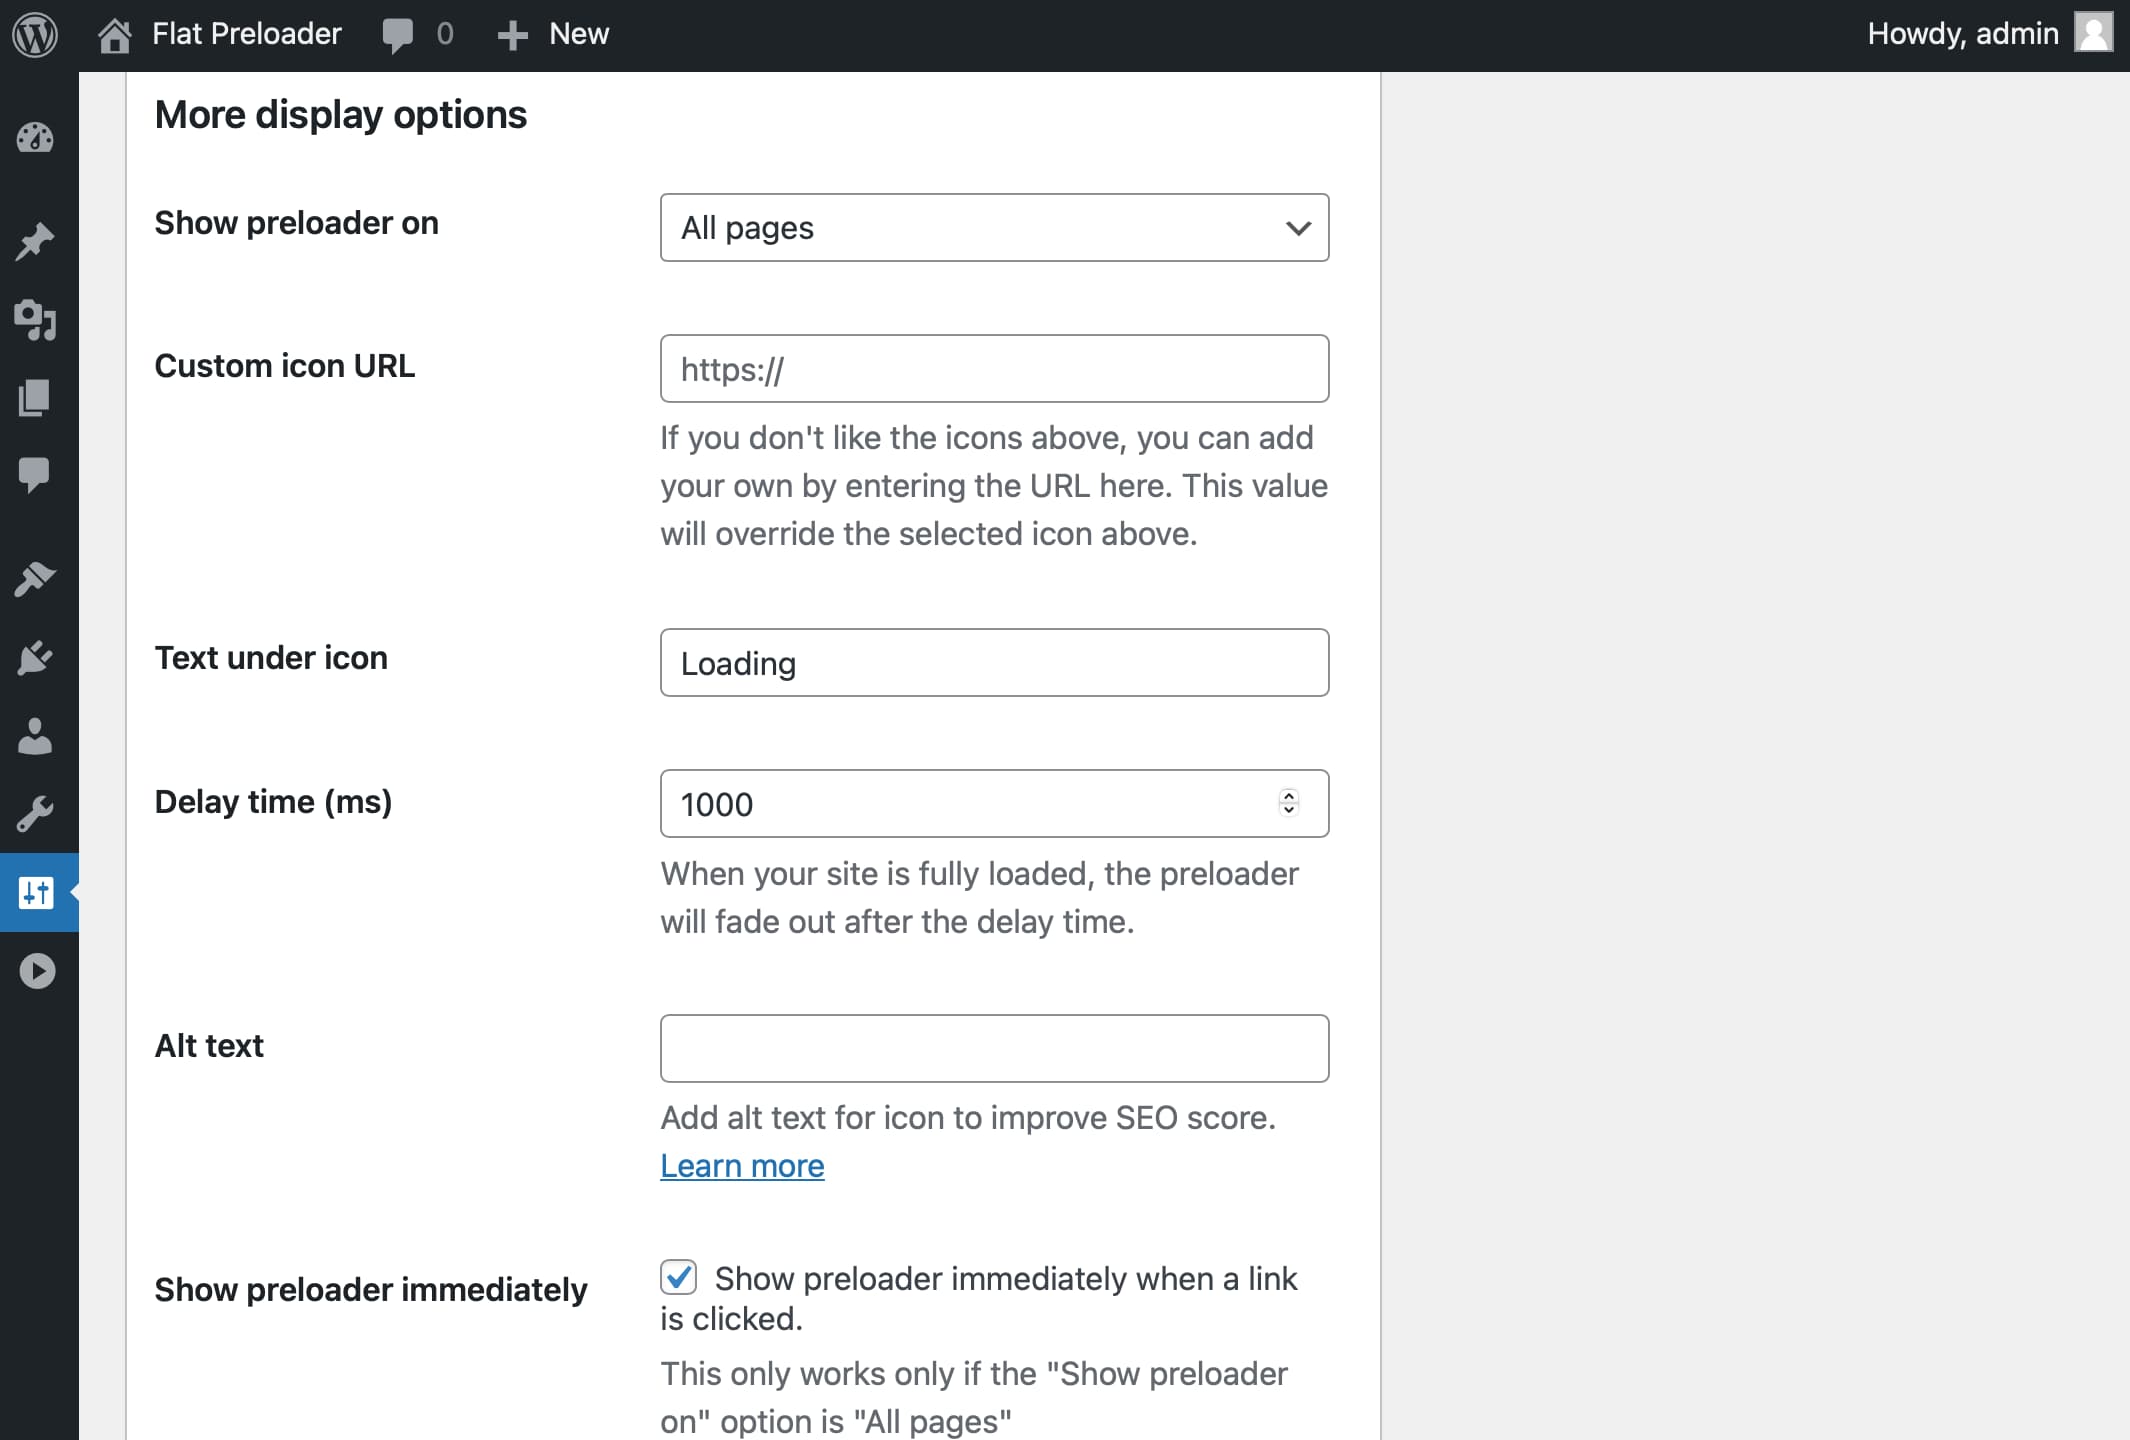 Flat Preloader 0 New Howdy, admin
More display options
Show preloader on
All pages
Custom icon URL
https://
If you don't like the icons above, you can add
your own by entering the URL here. This value
will override the selected icon above.
Text under icon
Loading
Delay time (ms)
1000
When your site is fully loaded, the preloader
will fade out after the delay time.
Alt text
Add alt text for icon to improve SEO score.
Learn more
Show preloader immediately
Show preloader immediately when a link
is clicked.
This only works only if the "Show preloader
on" option is "All pages"